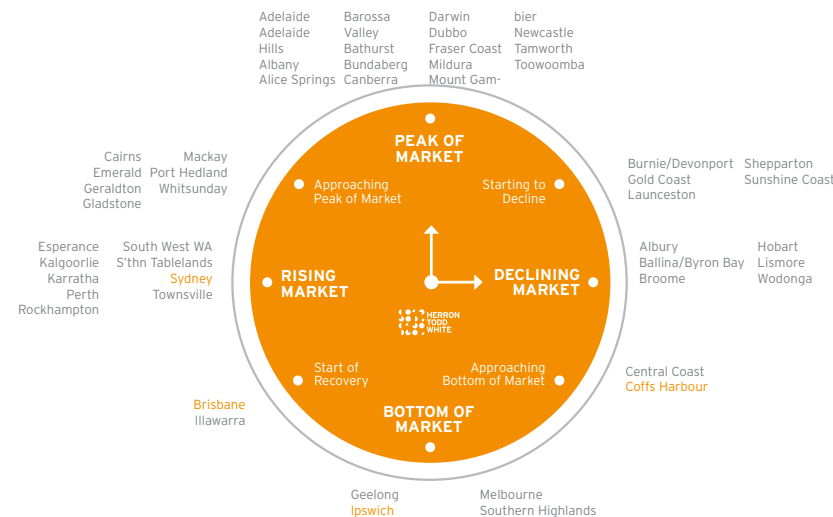 Adelaide Barossa Darwin bier
Adelaide Valley Dubbo Newcastle
Hills Bathurst Fraser Coast Tamworth
Albany Bundaberg Mildura Toowoomba
Alice Springs Canberra Mount Gam-
PEAK OF
MARKET
Cairns Mackay
Emerald Port Hedland
Geraldton Whitsunday
Gladstone
Approaching
Peak of Market
Starting to
Decline
Burnie/Devonport Shepparton
Gold Coast Sunshine Coast
Launceston
Esperance South West WA
Kalgoorlie S'thn Tablelands
Karratha Sydney
Perth Townsville
Rockhampton
RISING
MARKET
DECLINING
MARKET
Albury Hobart
Ballina/Byron Bay Lismore
Broome Wodonga
HERRON
TODD
WHITE
Start of
Recovery
Approaching
Bottom of Market
Central Coast
Coffs Harbour
Brisbane
Illawarra
BOTTOM OF
MARKET
Geelong Melbourne
Ipswich Southern Highlands